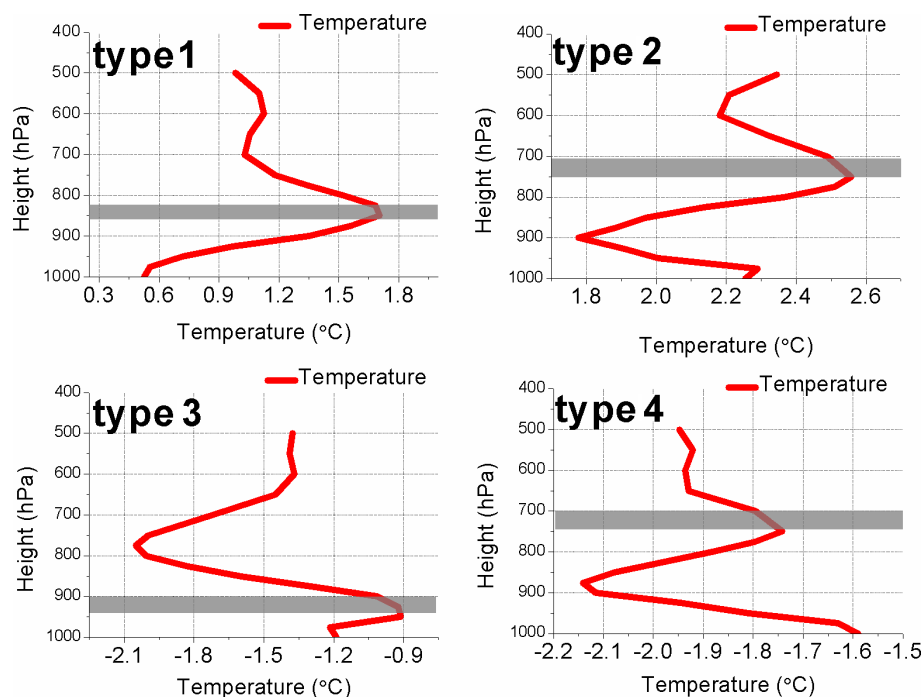 Temperature
type 1
400
500
600
700
800
900
1000
Height (hPa)
0.3 0.6 0.9 1.2 1.5 1.8
Temperature (°C)
Temperature
type 2
400
500
600
700
800
900
1000
Height (hPa)
1.8 2.0 2.2 2.4 2.6
Temperature (°C)
Temperature
type 3
400
500
600
700
800
900
1000
Height (hPa)
-2.1 -1.8 -1.5 -1.2 -0.9
Temperature (°C)
Temperature
type 4
400
500
600
700
800
900
1000
Height (hPa)
-2.2 -2.1 -2.0 -1.9 -1.8 -1.7 -1.6 -1.5
Temperature (°C)